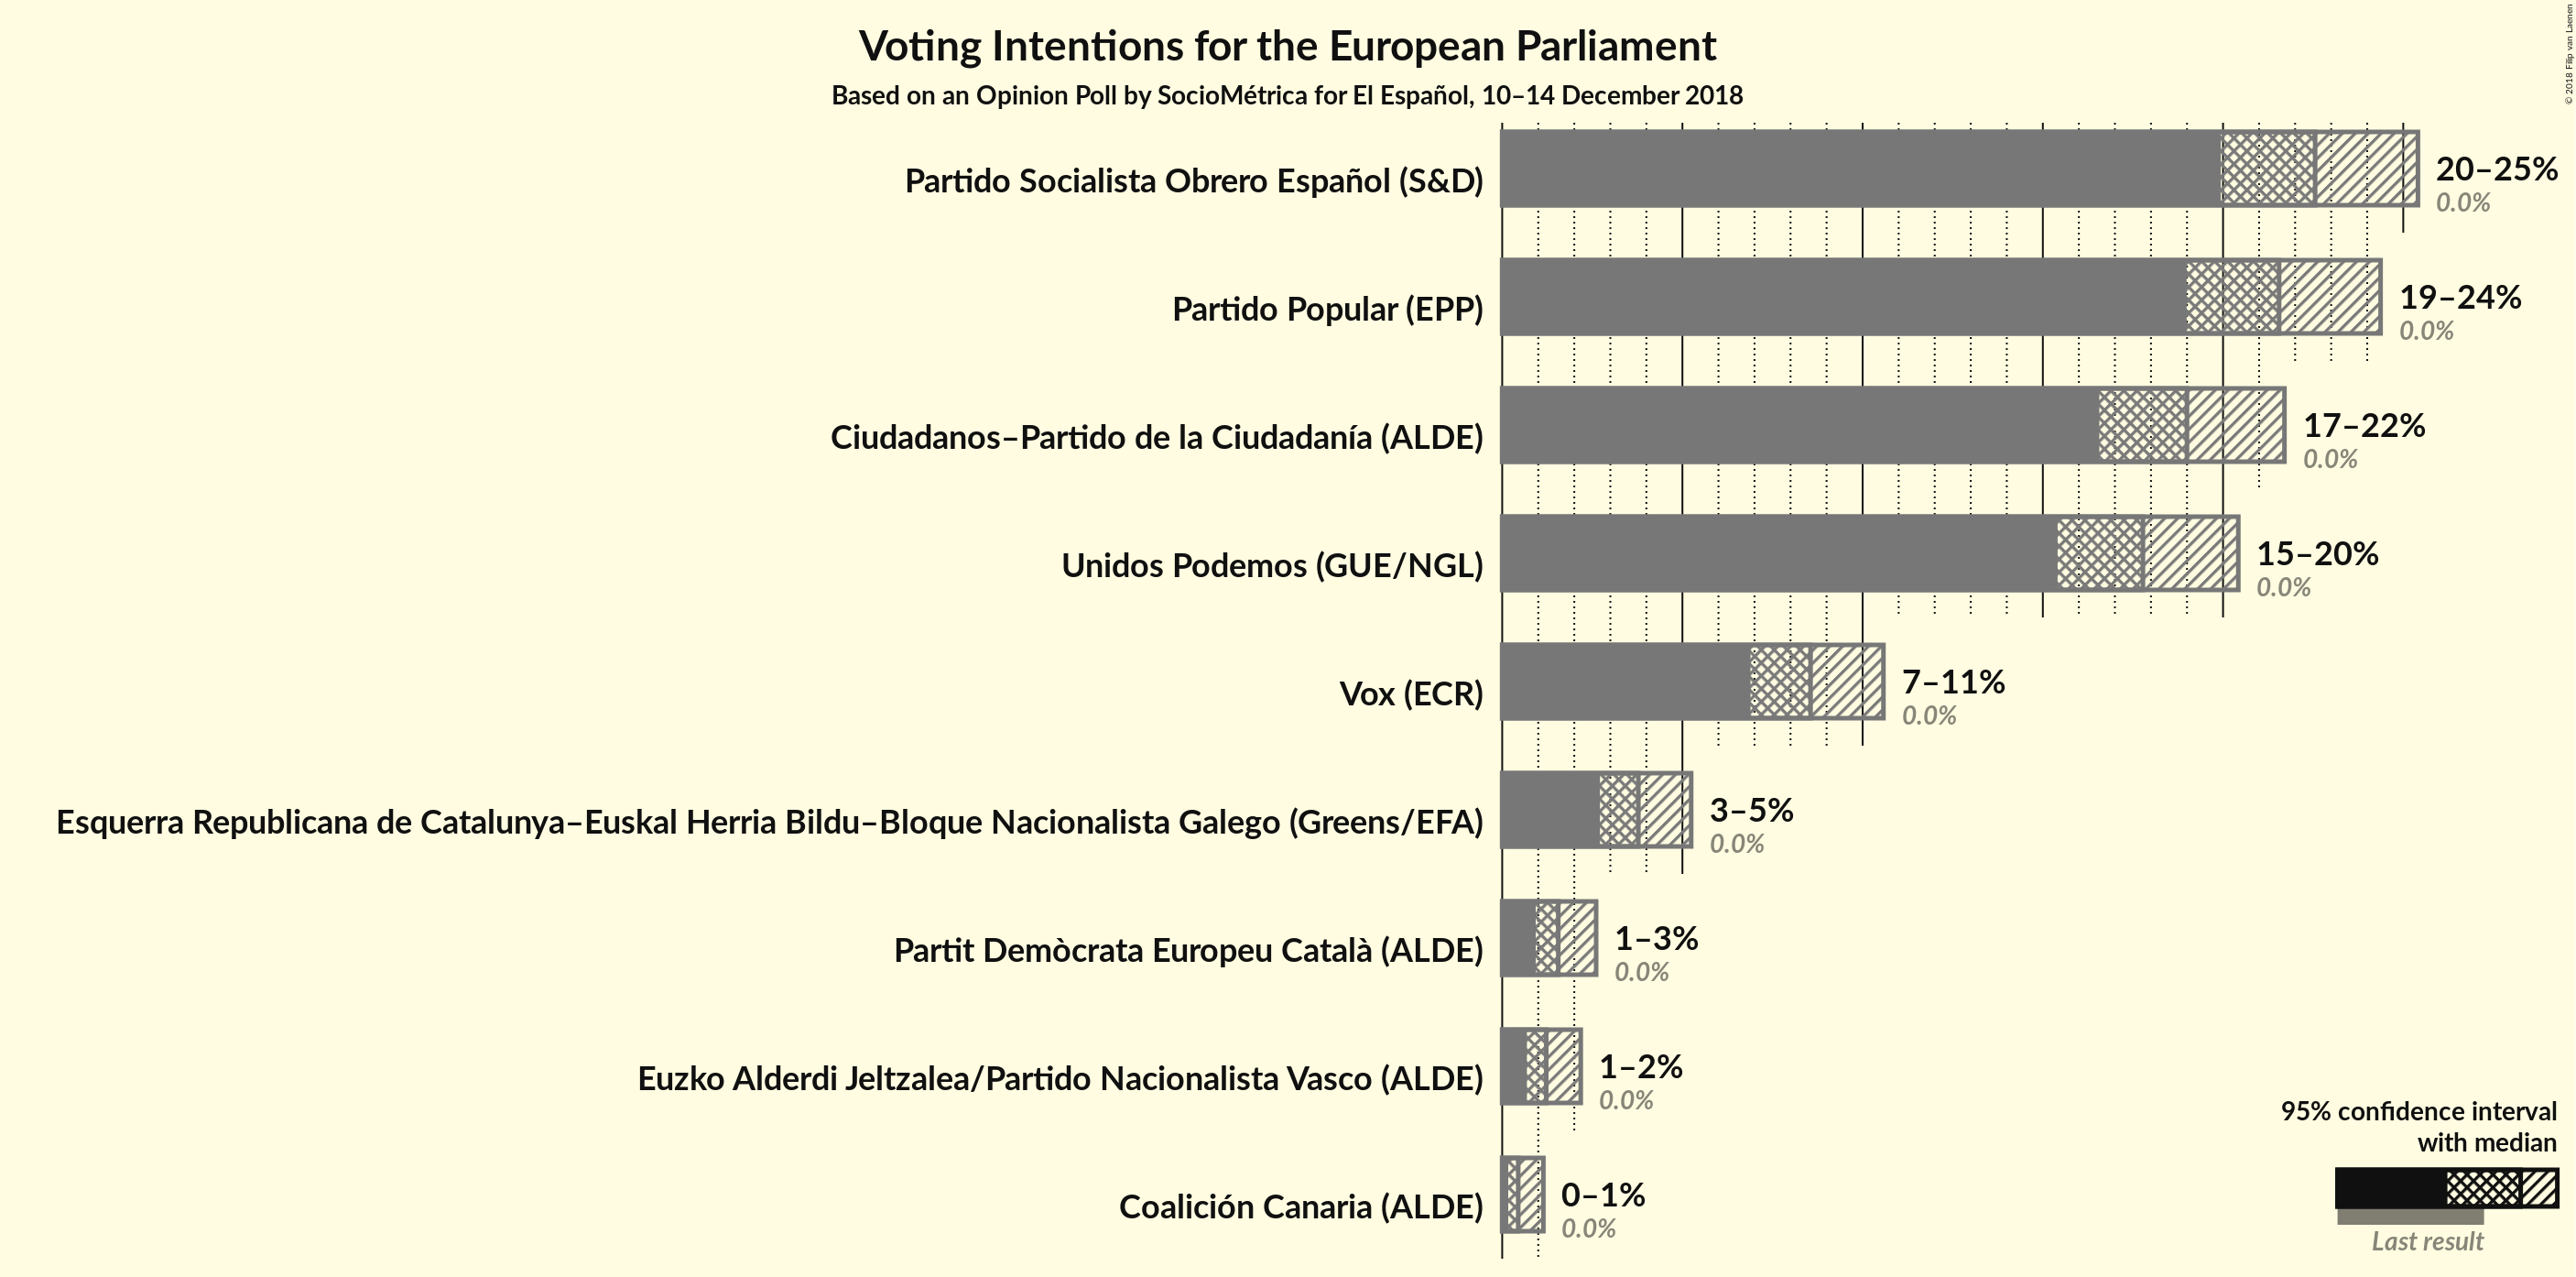 Voting Intentions for the European Parliament
Based on an Opinion Poll by SocioMétrica for El Español, 10–14 December 2018
© 2018 Filip van Laenen
Partido Socialista Obrero Español (S&D)
20–25%
0.0%
Partido Popular (EPP)
19–24%
0.0%
Ciudadanos–Partido de la Ciudadanía (ALDE)
17–22%
0.0%
Unidos Podemos (GUE/NGL)
15–20%
0.0%
Vox (ECR)
7–11%
0.0%
Esquerra Republicana de Catalunya–Euskal Herria Bildu–Bloque Nacionalista Galego (Greens/EFA)
3–5%
0.0%
Partit Demòcrata Europeu Català (ALDE)
1–3%
0.0%
Euzko Alderdi Jeltzalea/Partido Nacionalista Vasco (ALDE)
1–2%
0.0%
Coalición Canaria (ALDE)
0–1%
0.0%
95% confidence interval
with median
Last result